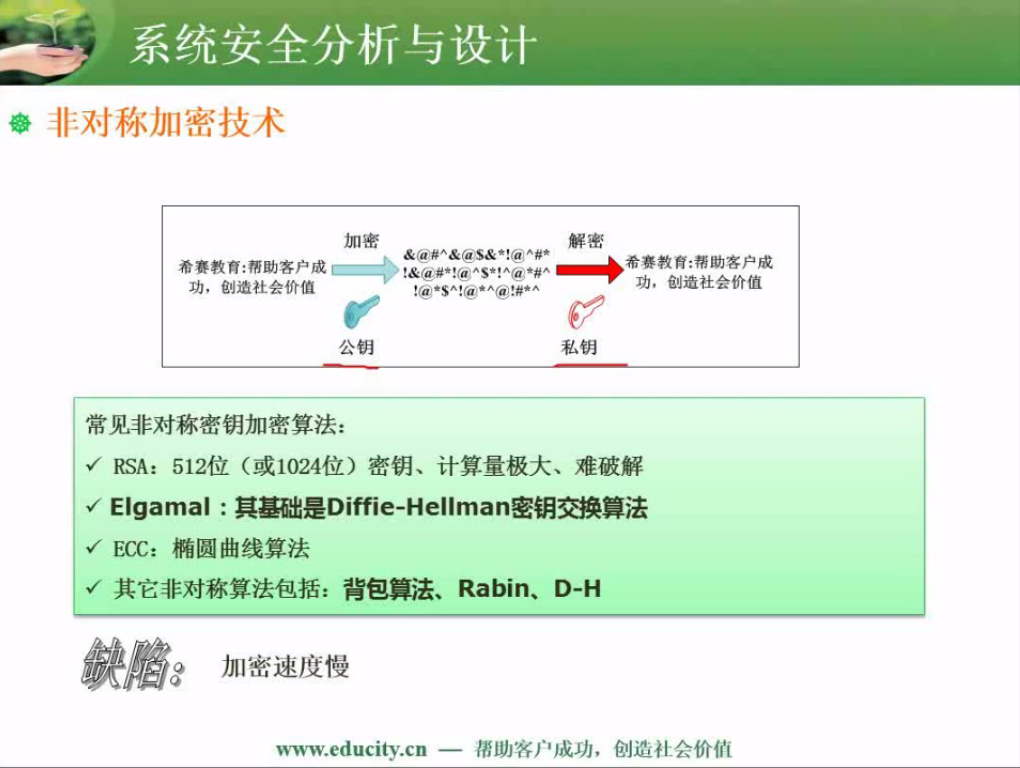 系统安全分析与设计
非对称加密技术
加密
解密
希赛教育:帮助客户成
功，创造社会价值
&@#^&@$&*!@^#*
!&@#*!@^$*!^@*#^
!@*$^!@*^@!#*^
希赛教育:帮助客户成
功，创造社会价值
公钥
私钥
常见非对称密钥加密算法：
✓ RSA：512位（或1024位）密钥、计算量极大、难破解
✓ Elgamal：其基础是Diffie-Hellman密钥交换算法
✓ ECC：椭圆曲线算法
✓ 其它非对称算法包括：背包算法、Rabin、D-H
缺陷： 加密速度慢
www.educity.cn — 帮助客户成功，创造社会价值